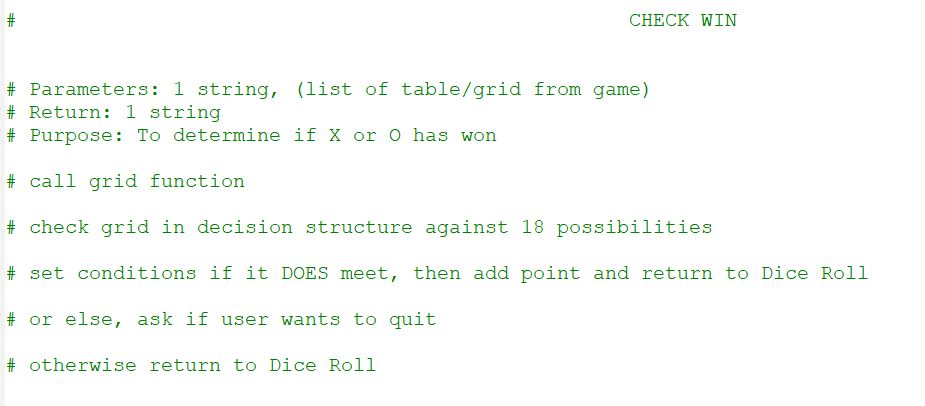 # CHECK WIN
# Parameters: 1 string, (list of table/grid from game)
# Return: 1 string
# Purpose: To determine if X or O has won
# call grid function
# check grid in decision structure against 18 possibilities
# set conditions if it DOES meet, then add point and return to Dice Roll
# or else, ask if user wants to quit
# otherwise return to Dice Roll